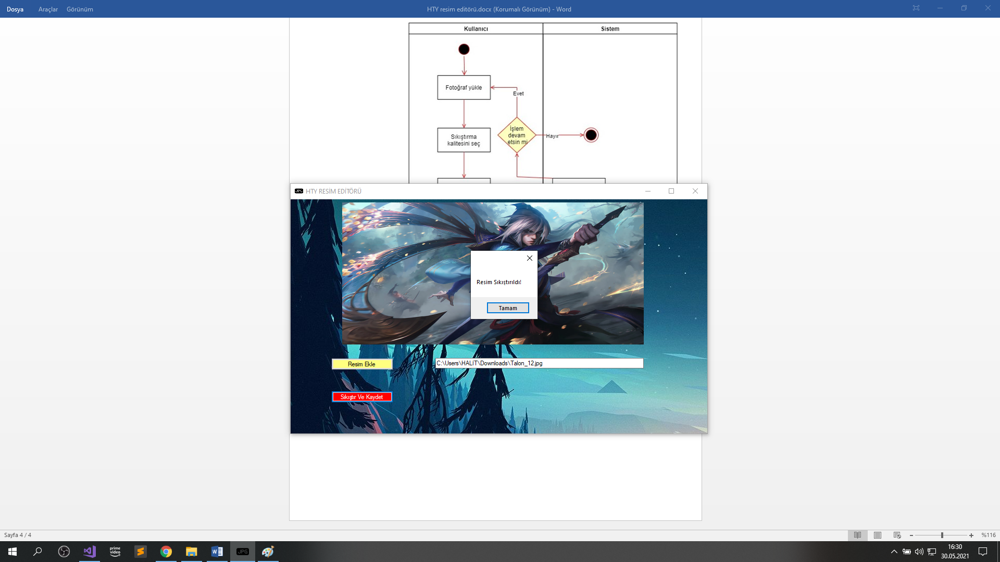 Dosya Araçlar Görünüm HTY resim editörü.docx (Korumalı Görünüm) - Word
Kullanıcı Sistem
Fotoğraf yükle
Evet
İşlem
devam
etsin mi
Hayır
Sıkıştırma
kalitesini seç
HTY RESİM EDİTÖRÜ
Resim Sıkıştırıldı!
Tamam
Resim Ekle C:\Users\HALİT\Downloads\Talon_12.jpg
Sıkıştır Ve Kaydet
Sayfa 4 / 4 %116
prime
video
JPG
16:30
30.05.2021